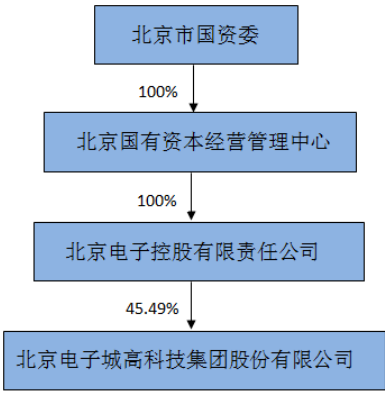 北京市国资委
100%
北京国有资本经营管理中心
100%
北京电子控股有限责任公司
45.49%
北京电子城高科技集团股份有限公司